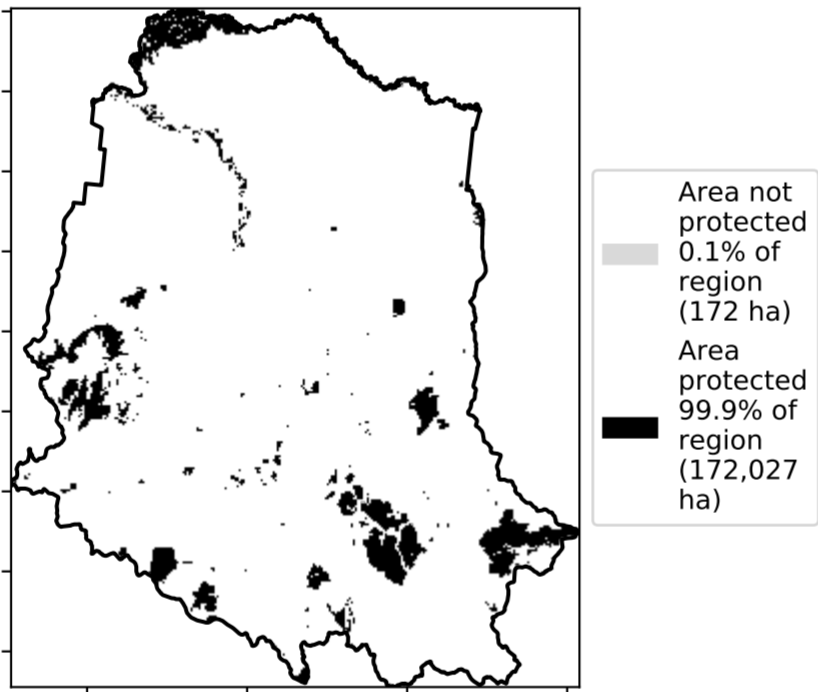 Area not
protected
0.1% of
region
(172 ha)
Area
protected
99.9% of
region
(172,027
ha)